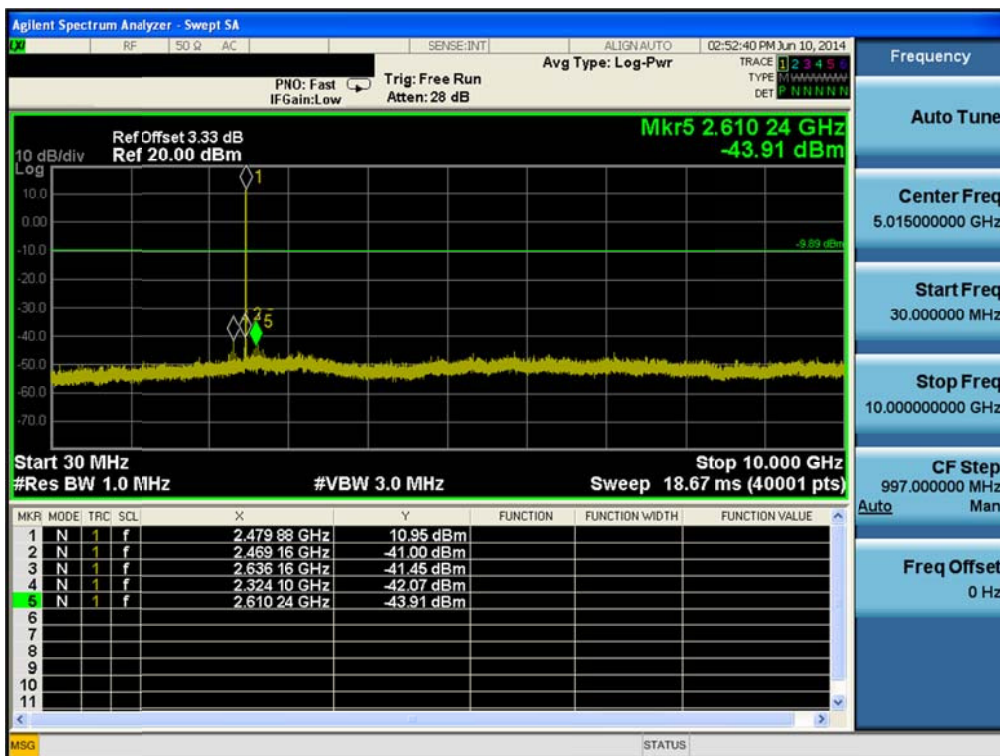 Agilent Spectrum Analyzer - Swept SA
LXI RF 50 Ω AC SENSE:INT ALIGN AUTO 02:52:40 PM Jun 10, 2014
PNO: Fast
IFGain:Low
Trig: Free Run
Atten: 28 dB
Avg Type: Log-Pwr
TRACE 1 2 3 4 5 6
TYPE M W W W W W
DET P N N N N N
Ref Offset 3.33 dB
10 dB/div Ref 20.00 dBm
Log
Mkr5 2.610 24 GHz
-43.91 dBm
10.0
0.00
-10.0
-20.0
-30.0
-40.0
-50.0
-60.0
-70.0
1
-9.89 dBm
5
Start 30 MHz Stop 10.000 GHz
#Res BW 1.0 MHz #VBW 3.0 MHz Sweep 18.67 ms (40001 pts)
MKR MODE TRC SCL X Y FUNCTION FUNCTION WIDTH FUNCTION VALUE
1 N 1 f 2.479 88 GHz 10.95 dBm
2 N 1 f 2.469 16 GHz -41.00 dBm
3 N 1 f 2.636 16 GHz -41.45 dBm
4 N 1 f 2.324 10 GHz -42.07 dBm
5 N 1 f 2.610 24 GHz -43.91 dBm
6
7
8
9
10
11
MSG STATUS
Frequency
Auto Tune
Center Freq
5.015000000 GHz
Start Freq
30.000000 MHz
Stop Freq
10.000000000 GHz
CF Step
997.000000 MHz
Auto Man
Freq Offset
0 Hz